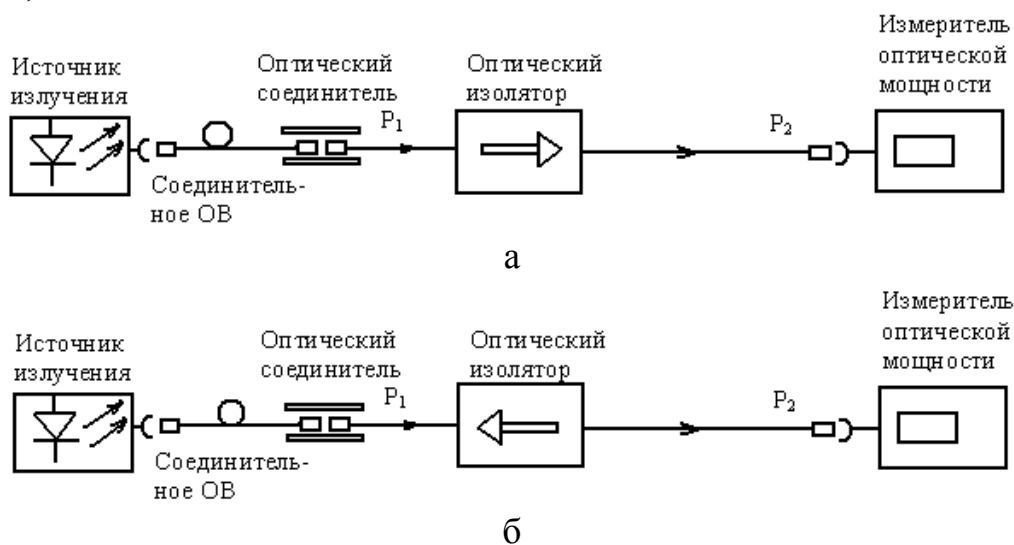 Измеритель
оптической
мощности
Источник
излучения
Оптический
соединитель
Оптический
изолятор
P1
P2
Соединитель-
ное ОВ
а
Измеритель
оптической
мощности
Источник
излучения
Оптический
соединитель
Оптический
изолятор
P1
P2
Соединитель-
ное ОВ
б